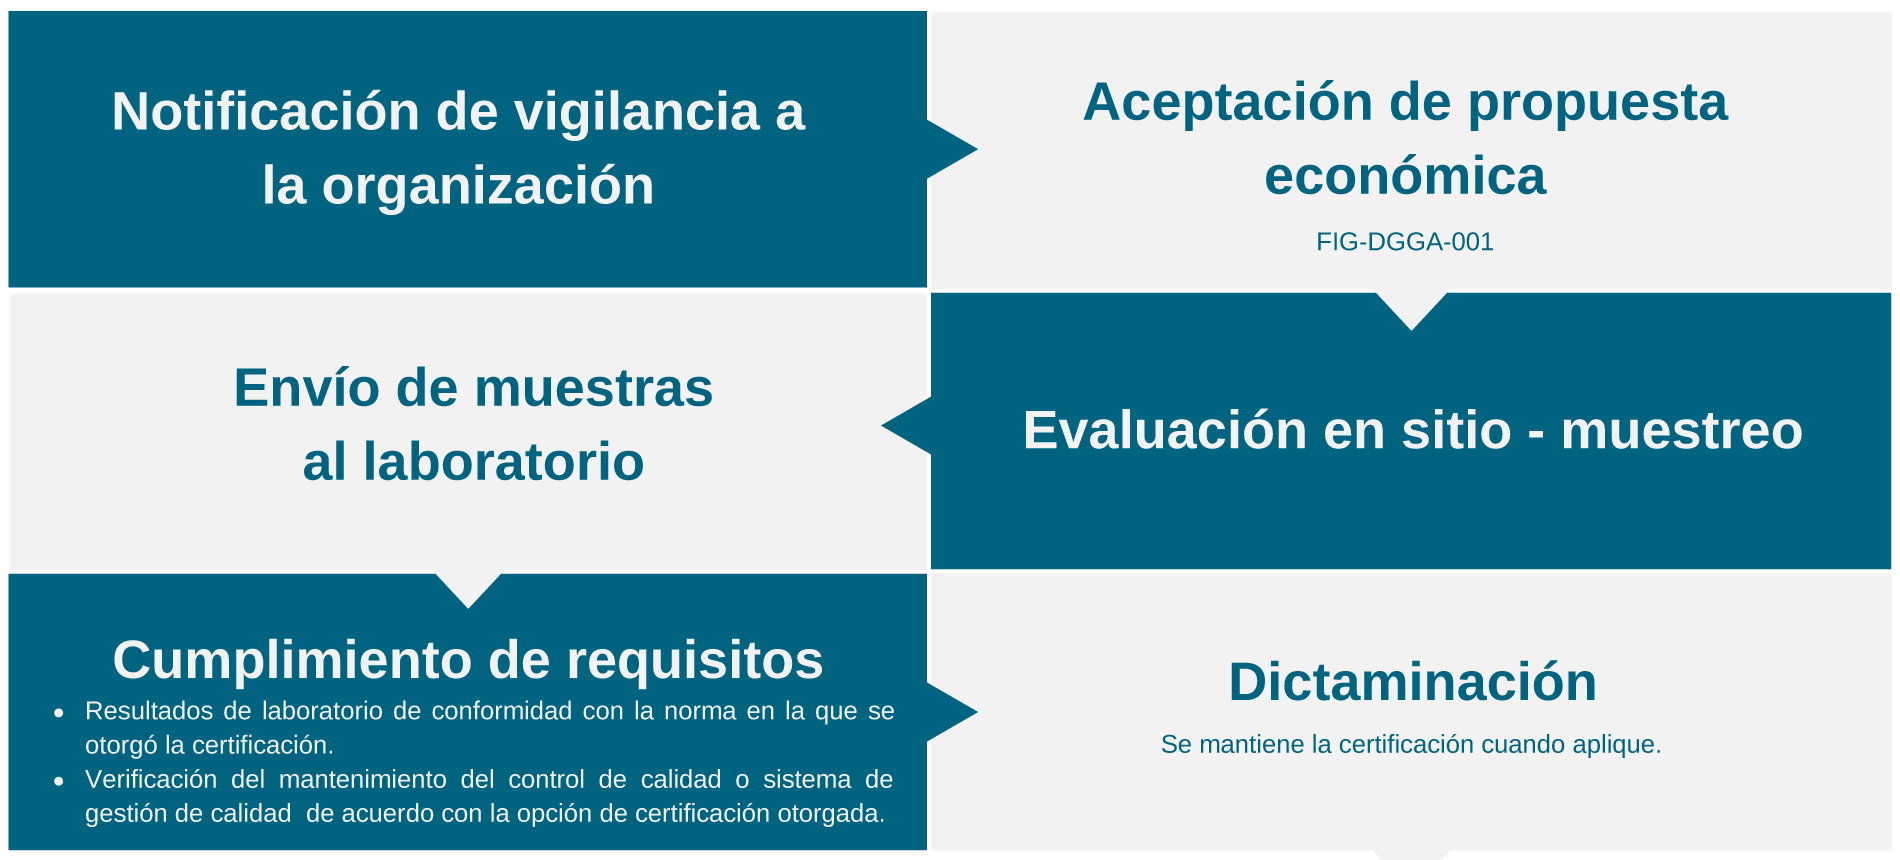 Notificación de vigilancia a
la organización
Aceptación de propuesta
económica
FIG-DGGA-001
Envío de muestras
al laboratorio
Evaluación en sitio - muestreo
Cumplimiento de requisitos
• Resultados de laboratorio de conformidad con la norma en la que se
otorgó la certificación.
• Verificación del mantenimiento del control de calidad o sistema de
gestión de calidad  de acuerdo con la opción de certificación otorgada.
Dictaminación
Se mantiene la certificación cuando aplique.